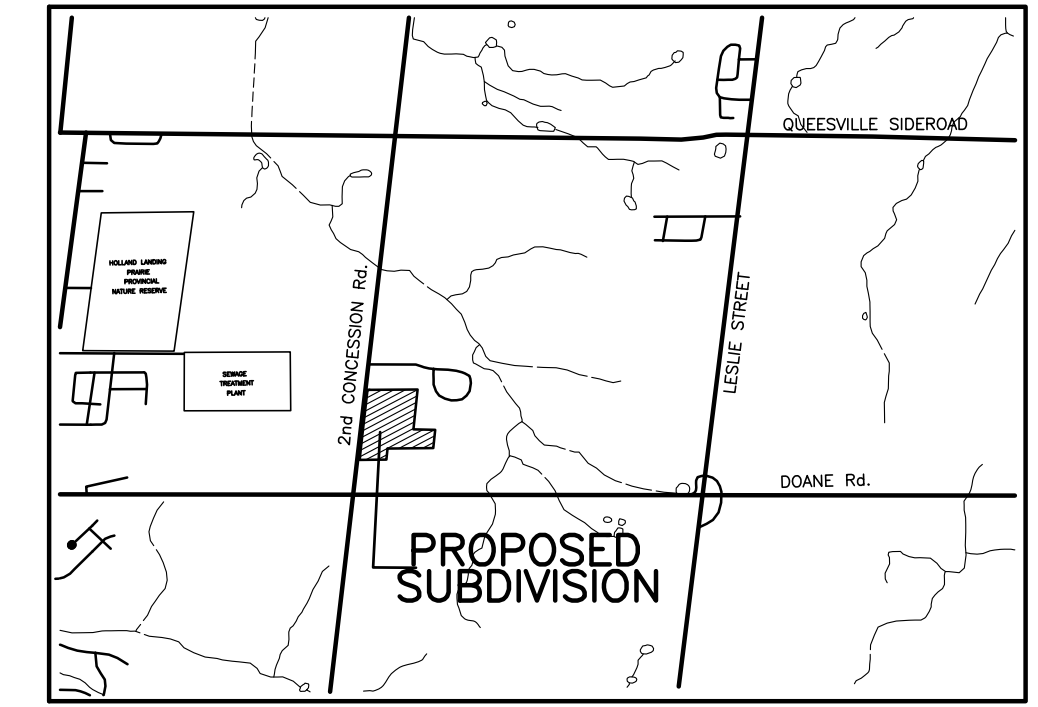 QUEESVILLE SIDEROAD
HOLLAND LANDING
PRAIRIE
PROVINCIAL
NATURE RESERVE
2nd CONCESSION Rd.
LESLIE STREET
SEWAGE
TREATMENT
PLANT
DOANE Rd.
PROPOSED
SUBDIVISION